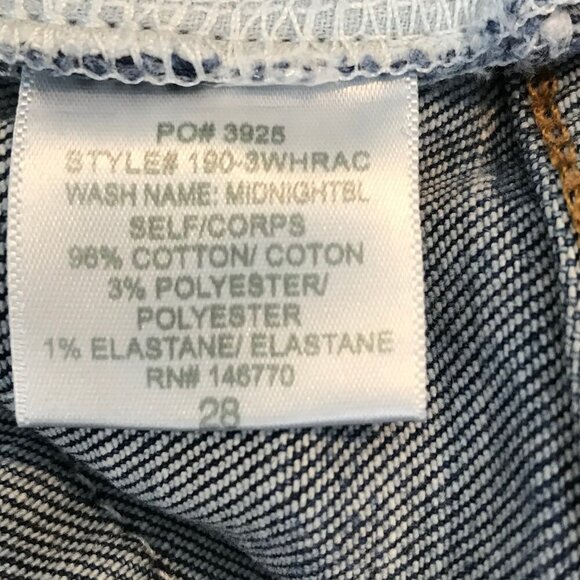 PO# 3925
STYLE# 190-3WHRAC
WASH NAME: MIDNIGHTBL
SELF/CORPS
96% COTTON/ COTON
3% POLYESTER/
POLYESTER
1% ELASTANE/ ELASTANE
RN# 146770
28